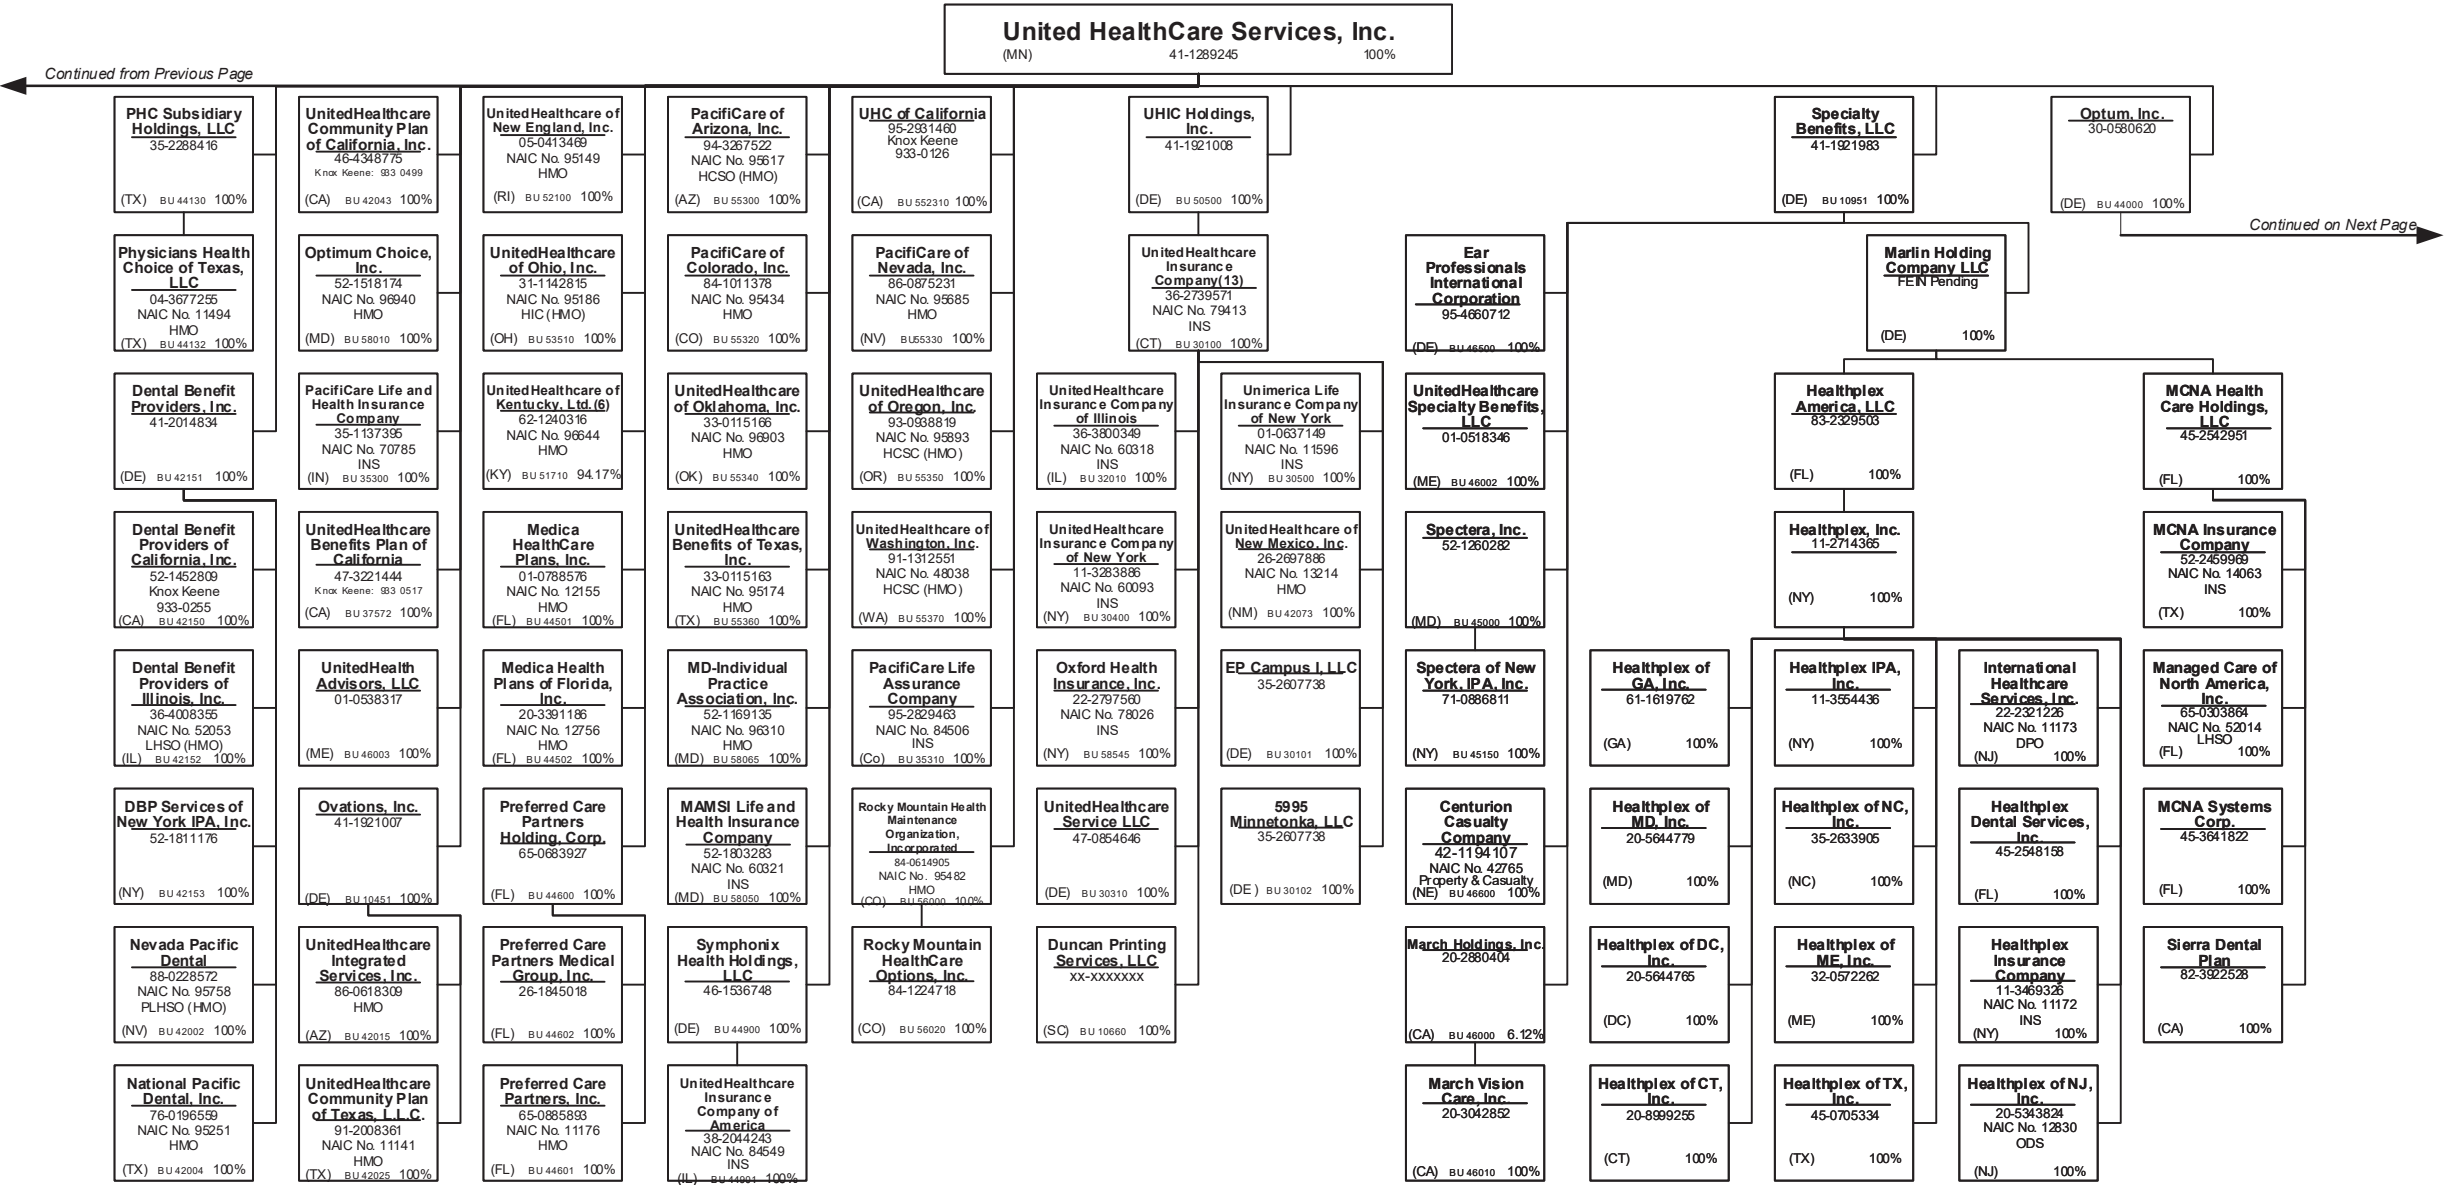 United HealthCare Services, Inc.
(MN) 41-1289245 100%
Continued from Previous Page
PHC Subsidiary
Holdings, LLC
35-2288416
(TX) BU 44130 100%
UnitedHealthcare
Community Plan
of California, Inc.
46-4348775
Knox Keene: 933 0499
(CA) BU 42043 100%
UnitedHealthcare of
New England, Inc.
05-0413469
NAIC No. 95149
HMO
(RI) BU 52100 100%
PacifiCare of
Arizona, Inc.
94-3267522
NAIC No. 95617
HCSO (HMO)
(AZ) BU 55300 100%
UHC of California
95-2931460
Knox Keene
933-0126
(CA) BU 552310 100%
UHIC Holdings,
Inc.
41-1921008
(DE) BU 50500 100%
Specialty
Benefits, LLC
41-1921983
(DE) BU 10951 100%
Optum, Inc.
30-0580620
(DE) BU 44000 100%
Continued on Next Page
Physicians Health
Choice of Texas,
LLC
04-3677255
NAIC No. 11494
HMO
(TX) BU 44132 100%
Optimum Choice,
Inc.
52-1518174
NAIC No. 96940
HMO
(MD) BU 58010 100%
UnitedHealthcare
of Ohio, Inc.
31-1142815
NAIC No. 95186
HIC (HMO)
(OH) BU 53510 100%
PacifiCare of
Colorado, Inc.
84-1011378
NAIC No. 95434
HMO
(CO) BU 55320 100%
PacifiCare of
Nevada, Inc.
86-0875231
NAIC No. 95685
HMO
(NV) BU55330 100%
United Healthcare
Insurance
Company(13)
36-2739571
NAIC No. 79413
INS
(CT) BU 30100 100%
Ear
Professionals
International
Corporation
95-4660712
(DE) BU 46500 100%
Marlin Holding
Company LLC
FEIN Pending
(DE) 100%
Dental Benefit
Providers, Inc.
41-2014834
(DE) BU 42151 100%
PacifiCare Life and
Health Insurance
Company
35-1137395
NAIC No. 70785
INS
(IN) BU 35300 100%
UnitedHealthcare of
Kentucky, Ltd.(6)
62-1240316
NAIC No. 96644
HMO
(KY) BU 51710 94.17%
UnitedHealthcare
of Oklahoma, Inc.
33-0115166
NAIC No. 96903
HMO
(OK) BU 55340 100%
UnitedHealthcare
of Oregon, Inc.
93-0938819
NAIC No. 95893
HCSC (HMO)
(OR) BU 55350 100%
UnitedHealthcare
Insurance Company
of Illinois
36-3800349
NAIC No. 60318
INS
(IL) BU 32010 100%
Unimerica Life
Insurance Company
of New York
01-0637149
NAIC No. 11596
INS
(NY) BU 30500 100%
UnitedHealthcare
Specialty Benefits,
LLC
01-0518346
(ME) BU 46002 100%
Healthplex
America, LLC
83-2329503
(FL) 100%
MCNA Health
Care Holdings,
LLC
45-2542951
(FL) 100%
Dental Benefit
Providers of
California, Inc.
52-1452809
Knox Keene
933-0255
(CA) BU 42150 100%
UnitedHealthcare
Benefits Plan of
California
47-3221444
Knox Keene: 933 0517
(CA) BU 37572 100%
Medica
HealthCare
Plans, Inc.
01-0788576
NAIC No. 12155
HMO
(FL) BU 44501 100%
UnitedHealthcare
Benefits of Texas,
Inc.
33-0115163
NAIC No. 95174
HMO
(TX) BU 55360 100%
UnitedHealthcare of
Washington, Inc.
91-1312551
NAIC No. 48038
HCSC (HMO)
(WA) BU 55370 100%
United Healthcare
Insurance Company
of New York
11-3283886
NAIC No. 60093
INS
(NY) BU 30400 100%
United Healthcare of
New Mexico, Inc.
26-2697886
NAIC No. 13214
HMO
(NM) BU 42073 100%
Spectera, Inc.
52-1260282
(MD) BU 45000 100%
Healthplex, Inc.
11-2714365
(NY) 100%
MCNA Insurance
Company
52-2459969
NAIC No. 14063
INS
(TX) 100%
Dental Benefit
Providers of
Illinois, Inc.
36-4008355
NAIC No. 52053
LHSO (HMO)
(IL) BU 42152 100%
UnitedHealth
Advisors, LLC
01-0538317
(ME) BU 46003 100%
Medica Health
Plans of Florida,
Inc.
20-3391186
NAIC No. 12756
HMO
(FL) BU 44502 100%
MD-Individual
Practice
Association, Inc.
52-1169135
NAIC No. 96310
HMO
(MD) BU 58065 100%
PacifiCare Life
Assurance
Company
95-2829463
NAIC No. 84506
INS
(Co) BU 35310 100%
Oxford Health
Insurance, Inc.
22-2797560
NAIC No. 78026
INS
(NY) BU 58545 100%
EP Campus I, LLC
35-2607738
(DE) BU 30101 100%
Spectera of New
York, IPA, Inc.
71-0886811
(NY) BU 45150 100%
Healthplex of
GA, Inc.
61-1619762
(GA) 100%
Healthplex IPA,
Inc.
11-3554436
(NY) 100%
International
Healthcare
Services, Inc.
22-2321226
NAIC No. 11173
DPO
(NJ) 100%
Managed Care of
North America,
Inc.
65-0303864
NAIC No. 52014
LHSO
(FL) 100%
DBP Services of
New York IPA, Inc.
52-1811176
(NY) BU 42153 100%
Ovations, Inc.
41-1921007
(DE) BU 10451 100%
Preferred Care
Partners
Holding, Corp.
65-0683927
(FL) BU 44600 100%
MAMSI Life and
Health Insurance
Company
52-1803283
NAIC No. 60321
INS
(MD) BU 58050 100%
Rocky Mountain Health
Maintenance
Organization,
Incorporated
84-0614905
NAIC No. 95482
HMO
(CO) BU 56000 100%
UnitedHealthcare
Service LLC
47-0854646
(DE) BU 30310 100%
5995
Minnetonka, LLC
35-2607738
(DE ) BU 30102 100%
Centurion
Casualty
Company
42-1194107
NAIC No. 42765
Property & Casualty
(NE) BU 46600 100%
Healthplex of
MD, Inc.
20-5644779
(MD) 100%
Healthplex of NC,
Inc.
35-2633905
(NC) 100%
Healthplex
Dental Services,
Inc.
45-2548158
(FL) 100%
MCNA Systems
Corp.
45-3641822
(FL) 100%
Nevada Pacific
Dental
88-0228572
NAIC No. 95758
PLHSO (HMO)
(NV) BU 42002 100%
UnitedHealthcare
Integrated
Services, Inc.
86-0618309
HMO
(AZ) BU 42015 100%
Preferred Care
Partners Medical
Group, Inc.
26-1845018
(FL) BU 44602 100%
Symphonix
Health Holdings,
LLC
46-1536748
(DE) BU 44900 100%
Rocky Mountain
HealthCare
Options, Inc.
84-1224718
(CO) BU 56020 100%
Duncan Printing
Services, LLC
xx-xxxxxxx
(SC) BU 10660 100%
March Holdings, Inc.
20-2880404
(CA) BU 46000 6.12%
Healthplex of DC,
Inc.
20-5644765
(DC) 100%
Healthplex of
ME, Inc.
32-0572262
(ME) 100%
Healthplex
Insurance
Company
11-3469326
NAIC No. 11172
INS
(NY) 100%
Sierra Dental
Plan
82-3922528
(CA) 100%
National Pacific
Dental, Inc.
76-0196559
NAIC No. 95251
HMO
(TX) BU 42004 100%
UnitedHealthcare
Community Plan
of Texas, L.L.C.
91-2008361
NAIC No. 11141
HMO
(TX) BU 42025 100%
Preferred Care
Partners, Inc.
65-0885893
NAIC No. 11176
HMO
(FL) BU 44601 100%
UnitedHealthcare
Insurance
Company of
America
38-2044243
NAIC No. 84549
INS
(IL) BU 44901 100%
March Vision
Care, Inc.
20-3042852
(CA) BU 46010 100%
Healthplex of CT,
Inc.
20-8999255
(CT) 100%
Healthplex of TX,
Inc.
45-0705334
(TX) 100%
Healthplex of NJ,
Inc.
20-5343824
NAIC No. 12830
ODS
(NJ) 100%